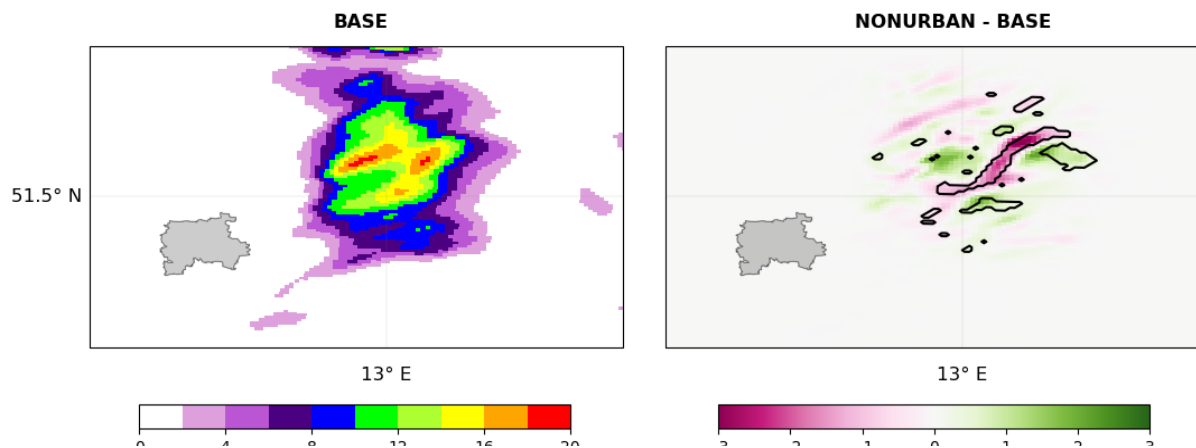 BASE
NONURBAN - BASE
51.5° N
13° E
13° E
0 4 8 12 16 20
-3 -2 -1 0 1 2 3